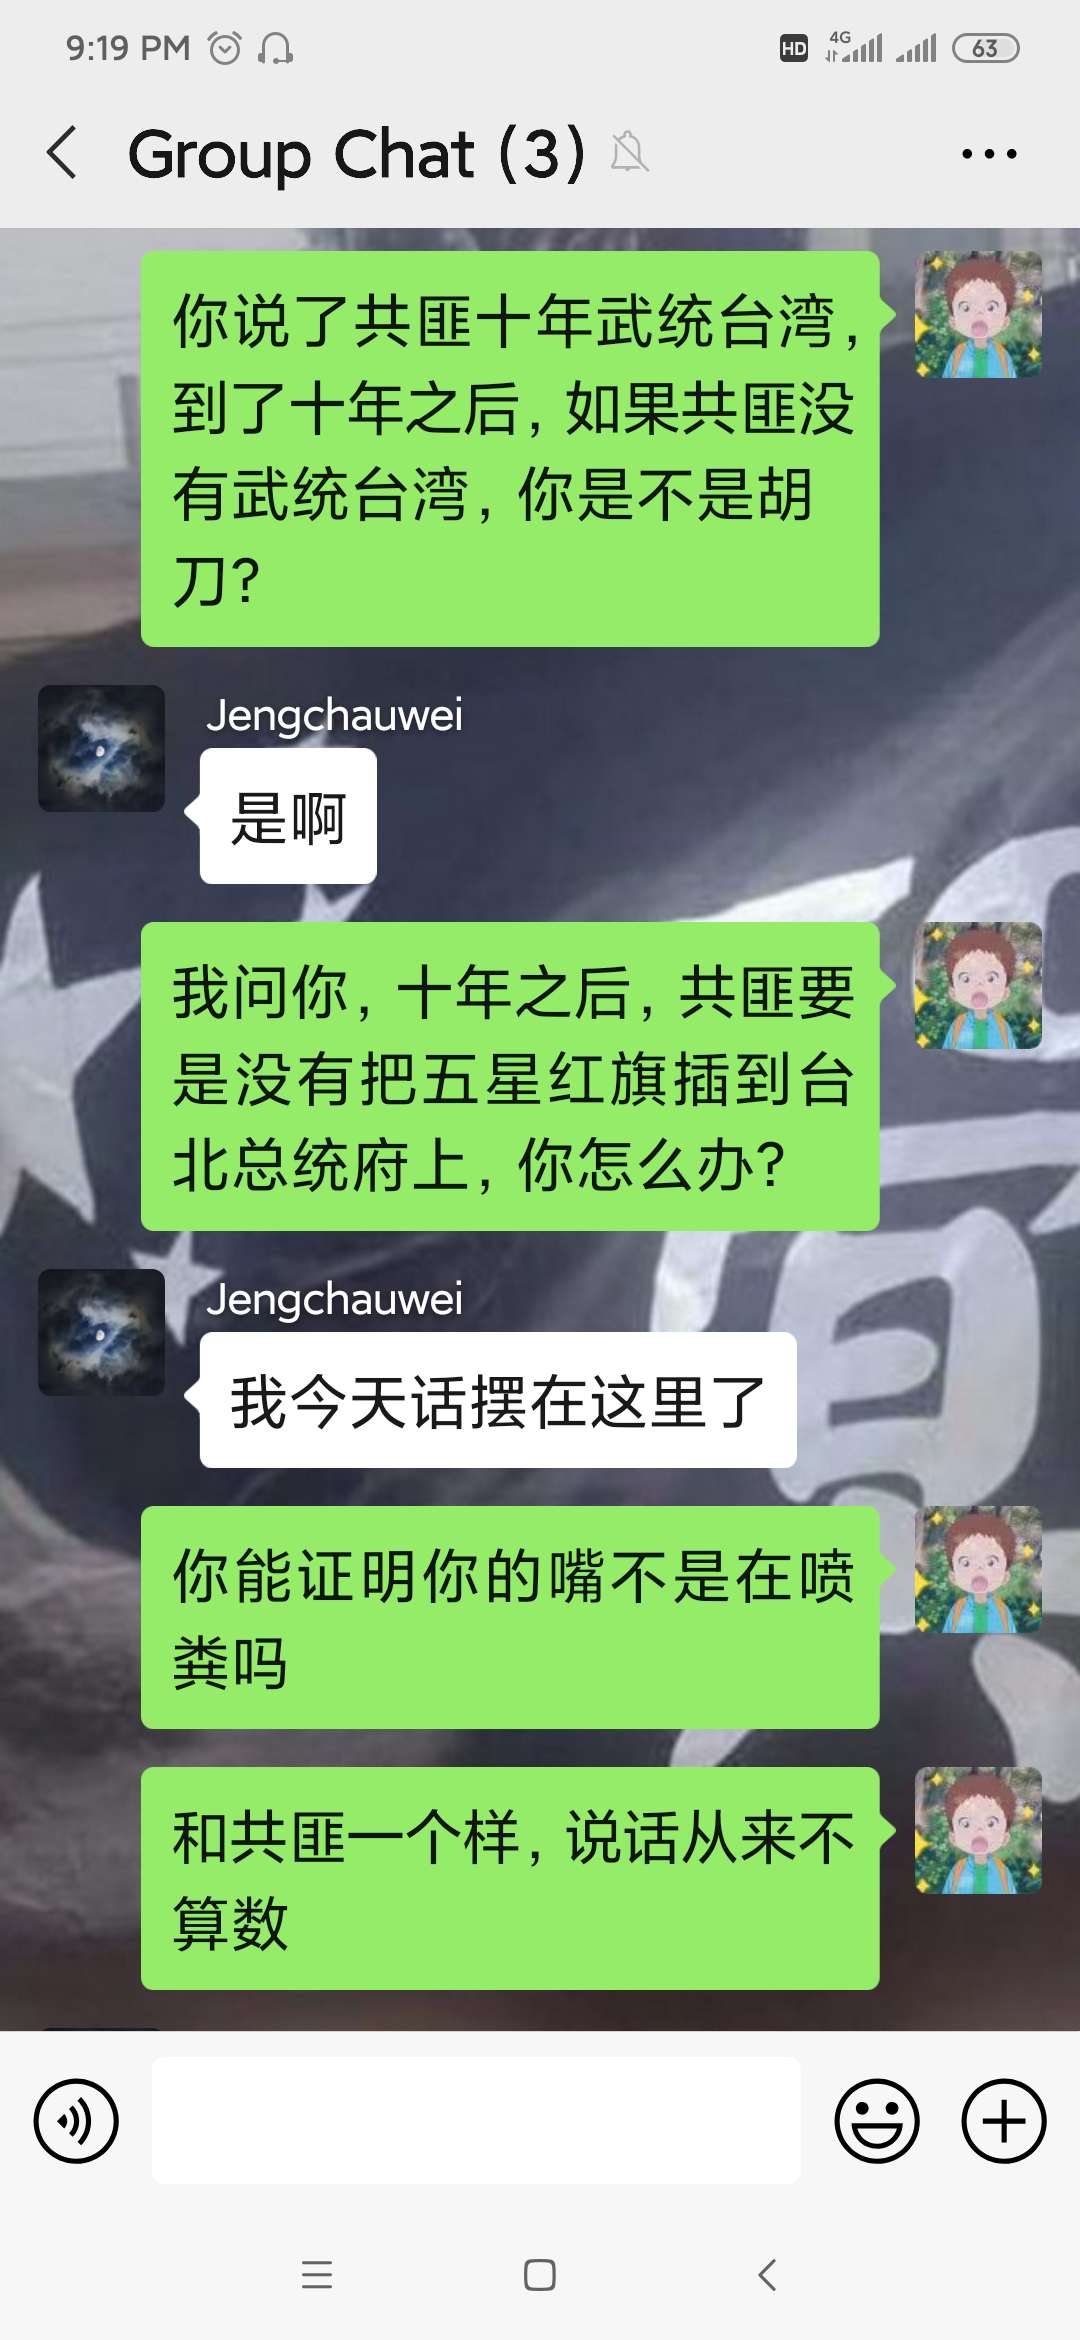 9:19 PM
HD
4G
63
Group Chat (3)
你说了共匪十年武统台湾,
到了十年之后, 如果共匪没
有武统台湾, 你是不是胡
刀?
Jengchauwei
是啊
我问你, 十年之后, 共匪要
是没有把五星红旗插到台
北总统府上, 你怎么办?
Jengchauwei
我今天话摆在这里了
你能证明你的嘴不是在喷
粪吗
和共匪一个样, 说话从来不
算数